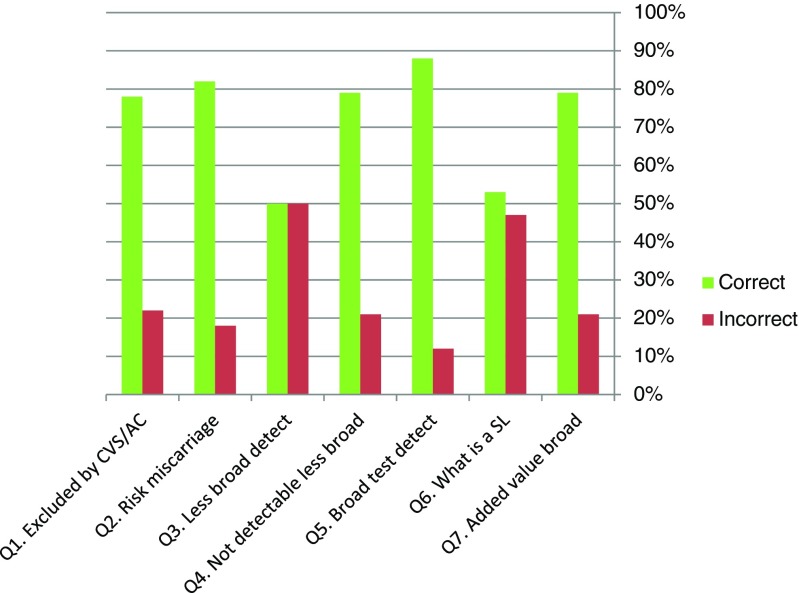 100%
90%
80%
70%
60%
50%
40%
30%
20%
10%
0%
Correct
Incorrect
Q1. Excluded by CVS/AC
Q2. Risk miscarriage
Q3. Less broad detect
Q4. Not detectable less broad
Q5. Broad test detect
Q6. What is a SL
Q7. Added value broad